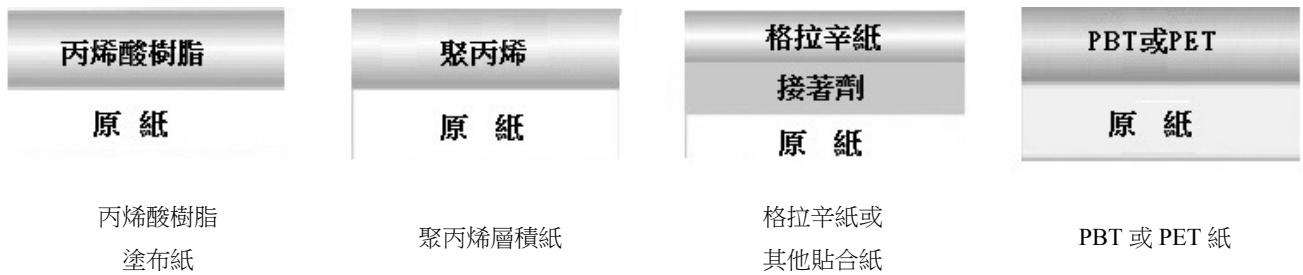 丙烯酸樹脂
原 紙
聚丙烯
原 紙
格拉辛紙
接著劑
原 紙
PBT或PET
原 紙
丙烯酸樹脂
塗布紙
聚丙烯層積紙
格拉辛紙或
其他貼合紙
PBT 或 PET 紙